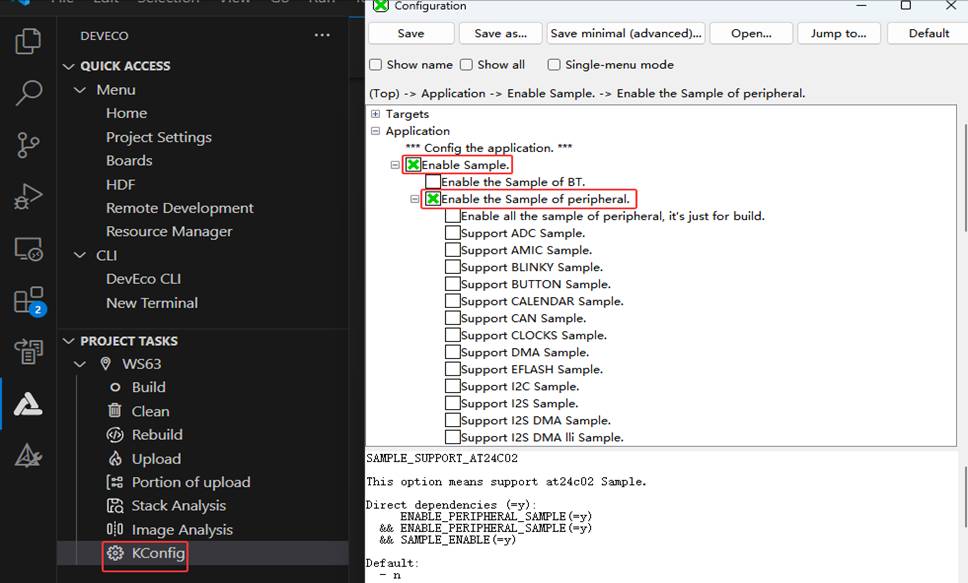 Configuration
DEVECO
QUICK ACCESS
Menu
Home
Project Settings
Boards
HDF
Remote Development
Resource Manager
CLI
DevEco CLI
New Terminal
2
PROJECT TASKS
WS63
Build
Clean
Rebuild
Upload
Portion of upload
Stack Analysis
Image Analysis
KConfig
Save
Save as...
Save minimal (advanced)...
Open...
Jump to...
Default
Show name
Show all
Single-menu mode
(Top) -> Application -> Enable Sample. -> Enable the Sample of peripheral.
Targets
Application
*** Config the application. ***
Enable Sample.
Enable the Sample of BT.
Enable the Sample of peripheral.
Enable all the sample of peripheral, it's just for build.
Support ADC Sample.
Support AMIC Sample.
Support BLINKY Sample.
Support BUTTON Sample.
Support CALENDAR Sample.
Support CAN Sample.
Support CLOCKS Sample.
Support DMA Sample.
Support EFLASH Sample.
Support I2C Sample.
Support I2S Sample.
Support I2S DMA Sample.
Support I2S DMA lli Sample.
SAMPLE_SUPPORT_AT24C02
This option means support at24c02 Sample.
Direct dependencies (=y):
ENABLE_PERIPHERAL_SAMPLE(=y)
&& ENABLE_PERIPHERAL_SAMPLE(=y)
&& SAMPLE_ENABLE(=y)
Default:
- n